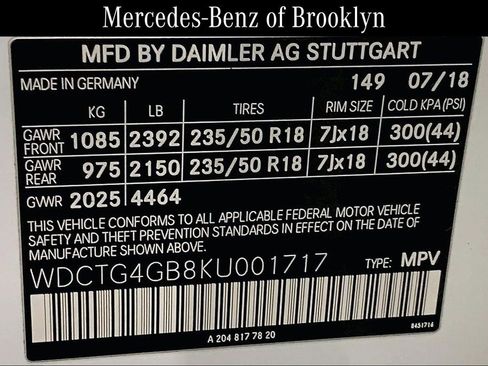 Mercedes-Benz of Brooklyn
MFD BY DAIMLER AG STUTTGART
MADE IN GERMANY 149 07/18
KG LB TIRES RIM SIZE COLD KPA(PSI)
GAWR FRONT 1085 2392 235/50 R18 7Jx18 300(44)
GAWR REAR 975 2150 235/50 R18 7Jx18 300(44)
GVWR 2025 4464
THIS VEHICLE CONFORMS TO ALL APPLICABLE FEDERAL MOTOR VEHICLE
SAFETY AND THEFT PREVENTION STANDARDS IN EFFECT ON THE DATE OF
MANUFACTURE SHOWN ABOVE.
WDCTG4GB8KU001717 TYPE: MPV
A 204 817 78 20
8451716